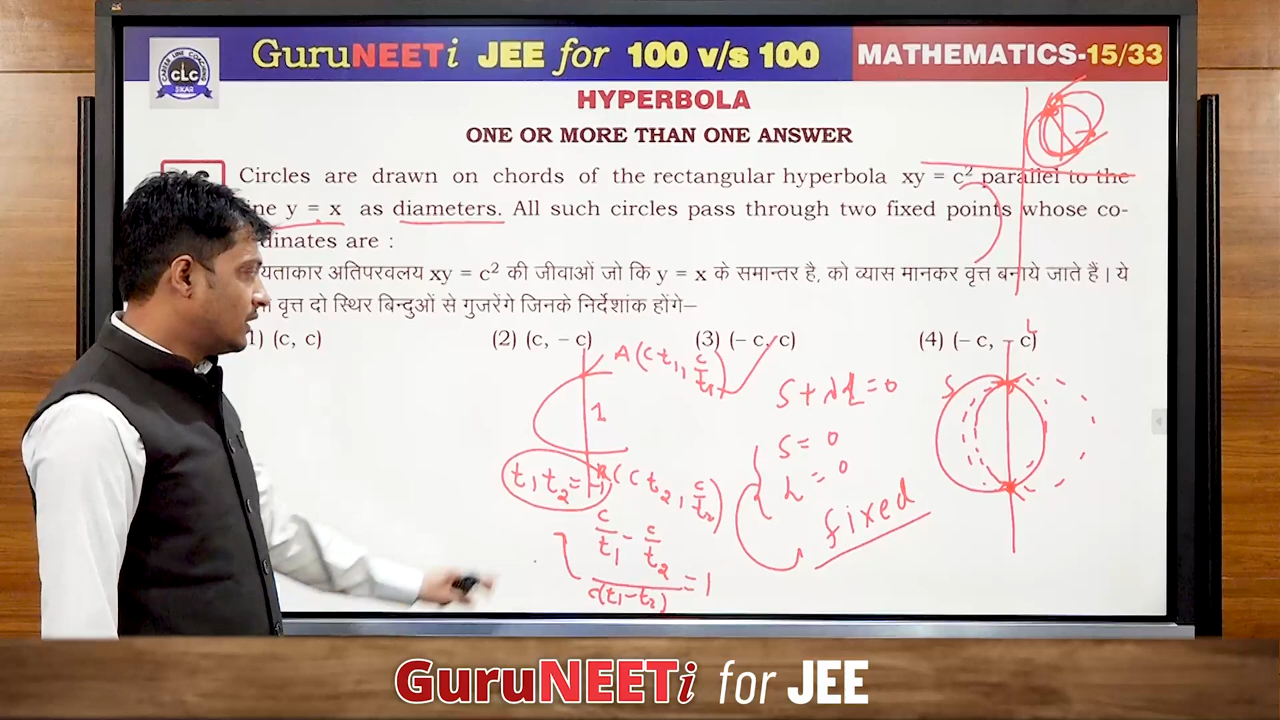 GuruNEETi JEE for 100 v/s 100
MATHEMATICS-15/33
CLC
SIKAR
HYPERBOLA
ONE OR MORE THAN ONE ANSWER
Circles are drawn on chords of the rectangular hyperbola xy = c² parallel to the
y = x as diameters. All such circles pass through two fixed points whose co-
dinates are :
अतिपरवलय xy = c² की जीवाओं जो कि y = x के समान्तर है, को व्यास मानकर वृत्त बनाये जाते हैं। ये
वृत्त दो स्थिर बिन्दुओं से गुजरेंगे जिनके निर्देशांक होंगे–
1) (c, c) (2) (c, – c) (3) (– c, c) (4) (– c, – c)
A(ct₁, c/t₁)
S + λL = 0
S
L
1
S = 0
L = 0
t₁t₂ = -1
(ct₂, c/t₂)
fixed
c/t₁ - c/t₂
c(t₁-t₂) = 1
GuruNEETi for JEE